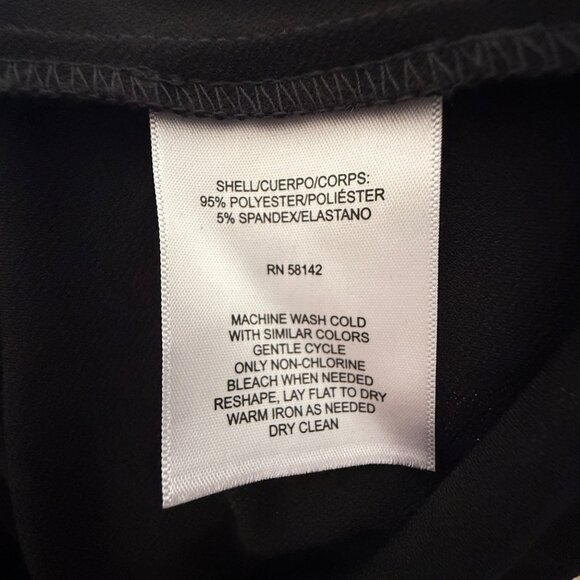 SHELL/CUERPO/CORPS:
95% POLYESTER/POLIÉSTER
5% SPANDEX/ELASTANO
RN 58142
MACHINE WASH COLD
WITH SIMILAR COLORS
GENTLE CYCLE
ONLY NON-CHLORINE
BLEACH WHEN NEEDED
RESHAPE, LAY FLAT TO DRY
WARM IRON AS NEEDED
DRY CLEAN